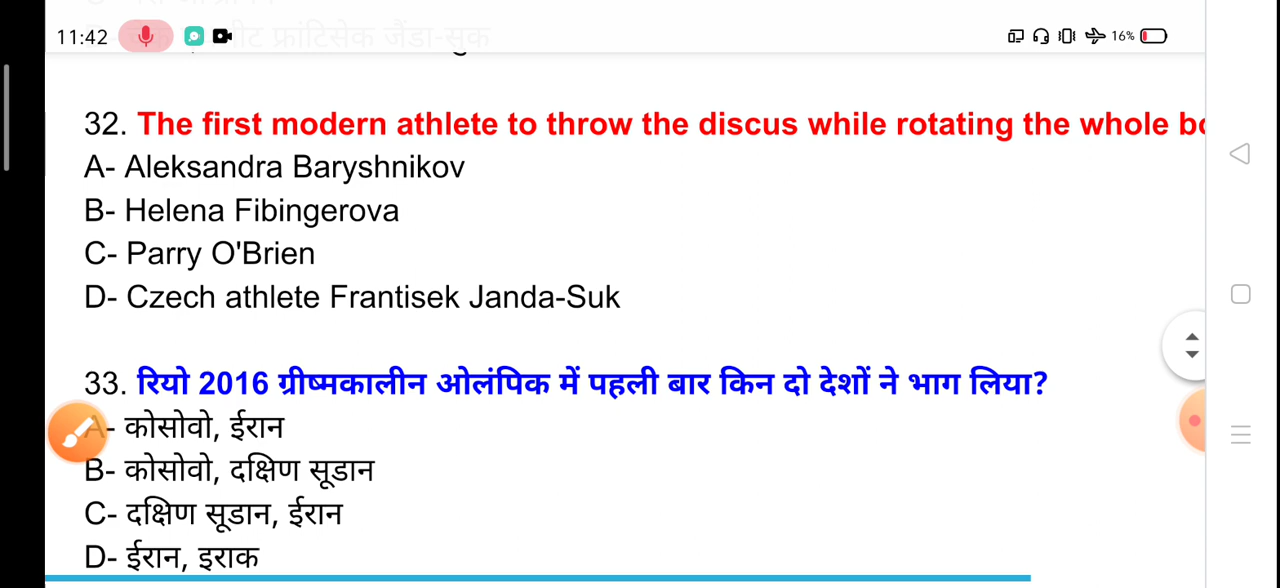 11:42
16%
32. The first modern athlete to throw the discus while rotating the whole
A- Aleksandra Baryshnikov
B- Helena Fibingerova
C- Parry O'Brien
D- Czech athlete Frantisek Janda-Suk
33. रियो 2016 ग्रीष्मकालीन ओलंपिक में पहली बार किन दो देशों ने भाग लिया?
A- कोसोवो, ईरान
B- कोसोवो, दक्षिण सूडान
C- दक्षिण सूडान, ईरान
D- ईरान, इराक